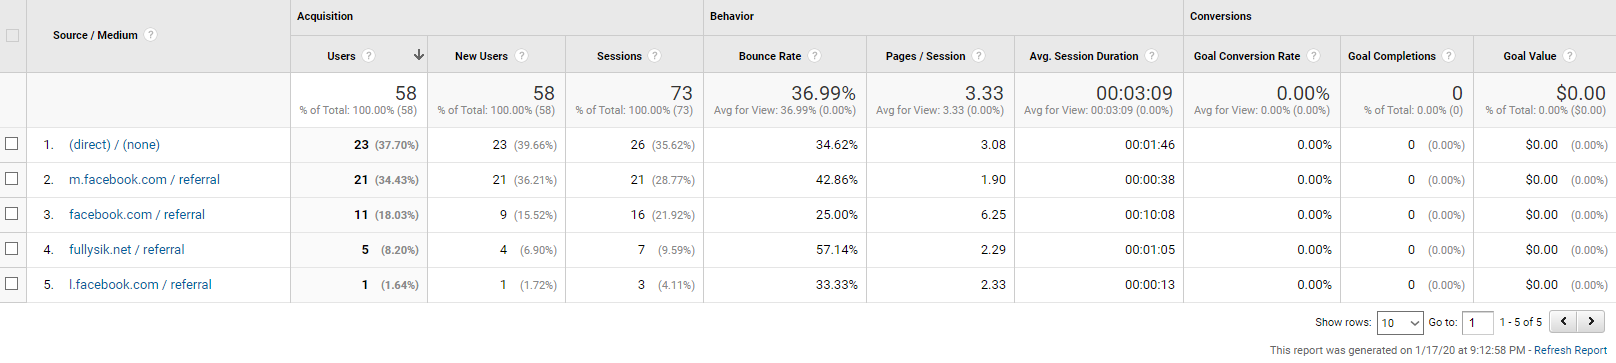 Acquisition Behavior Conversions
Source / Medium ?
Users ? New Users ? Sessions ? Bounce Rate ? Pages / Session ? Avg. Session Duration ? Goal Conversion Rate ? Goal Completions ? Goal Value ?
58 58 73 36.99% 3.33 00:03:09 0.00% 0 $0.00
% of Total: 100.00% (58) % of Total: 100.00% (58) % of Total: 100.00% (73) Avg for View: 36.99% (0.00%) Avg for View: 3.33 (0.00%) Avg for View: 00:03:09 (0.00%) Avg for View: 0.00% (0.00%) % of Total: 0.00% (0) % of Total: 0.00% ($0.00)
1. (direct) / (none) 23 (37.70%) 23 (39.66%) 26 (35.62%) 34.62% 3.08 00:01:46 0.00% 0 (0.00%) $0.00 (0.00%)
2. m.facebook.com / referral 21 (34.43%) 21 (36.21%) 21 (28.77%) 42.86% 1.90 00:00:38 0.00% 0 (0.00%) $0.00 (0.00%)
3. facebook.com / referral 11 (18.03%) 9 (15.52%) 16 (21.92%) 25.00% 6.25 00:10:08 0.00% 0 (0.00%) $0.00 (0.00%)
4. fullysik.net / referral 5 (8.20%) 4 (6.90%) 7 (9.59%) 57.14% 2.29 00:01:05 0.00% 0 (0.00%) $0.00 (0.00%)
5. l.facebook.com / referral 1 (1.64%) 1 (1.72%) 3 (4.11%) 33.33% 2.33 00:00:13 0.00% 0 (0.00%) $0.00 (0.00%)
Show rows: 10 Go to: 1 1 - 5 of 5
This report was generated on 1/17/20 at 9:12:58 PM - Refresh Report